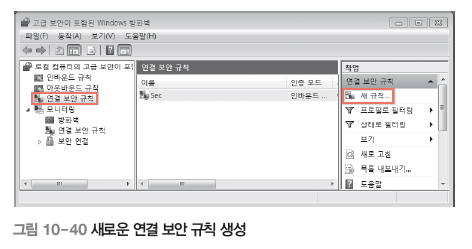 고급 보안이 포함된 Windows 방화벽
파일(F) 동작(A) 보기(V) 도움말(H)
로컬 컴퓨터의 고급 보안이 포
인바운드 규칙
아웃바운드 규칙
연결 보안 규칙
모니터링
방화벽
연결 보안 규칙
보안 연결
연결 보안 규칙
이름 인증 모드
Sec 인바운드 ...
작업
연결 보안 규칙
새 규칙...
프로필로 필터링
상태로 필터링
보기
새로 고침
목록 내보내기...
도움말
그림 10-40 새로운 연결 보안 규칙 생성